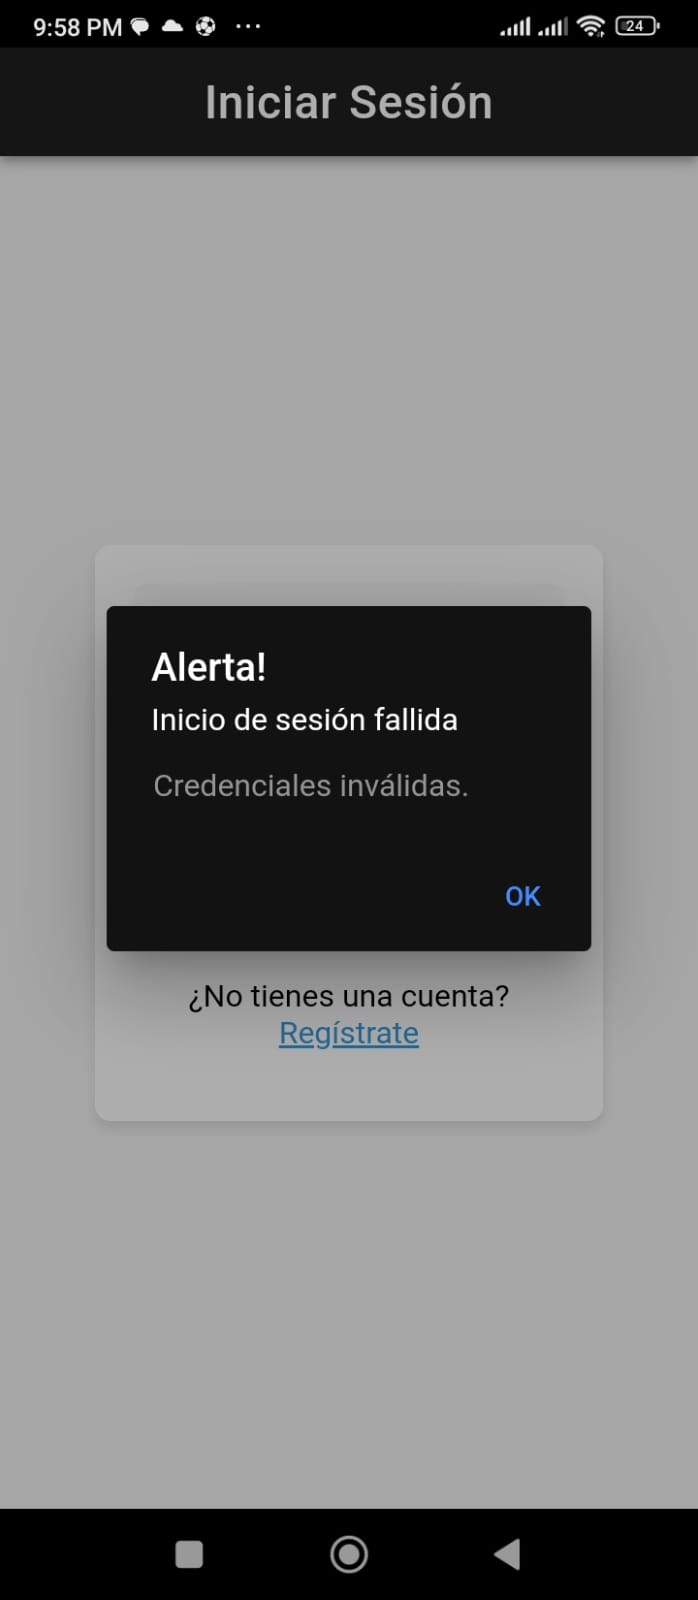 9:58 PM
24
Iniciar Sesión
Alerta!
Inicio de sesión fallida
Credenciales inválidas.
OK
¿No tienes una cuenta?
Regístrate